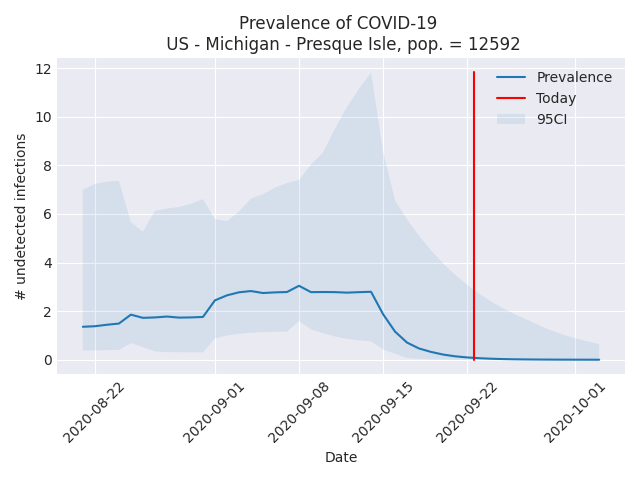 Prevalence of COVID-19
US - Michigan - Presque Isle, pop. = 12592
12
10
8
6
4
2
0
# undetected infections
Prevalence
Today
95CI
2020-08-22
2020-09-01
2020-09-08
2020-09-15
2020-09-22
2020-10-01
Date